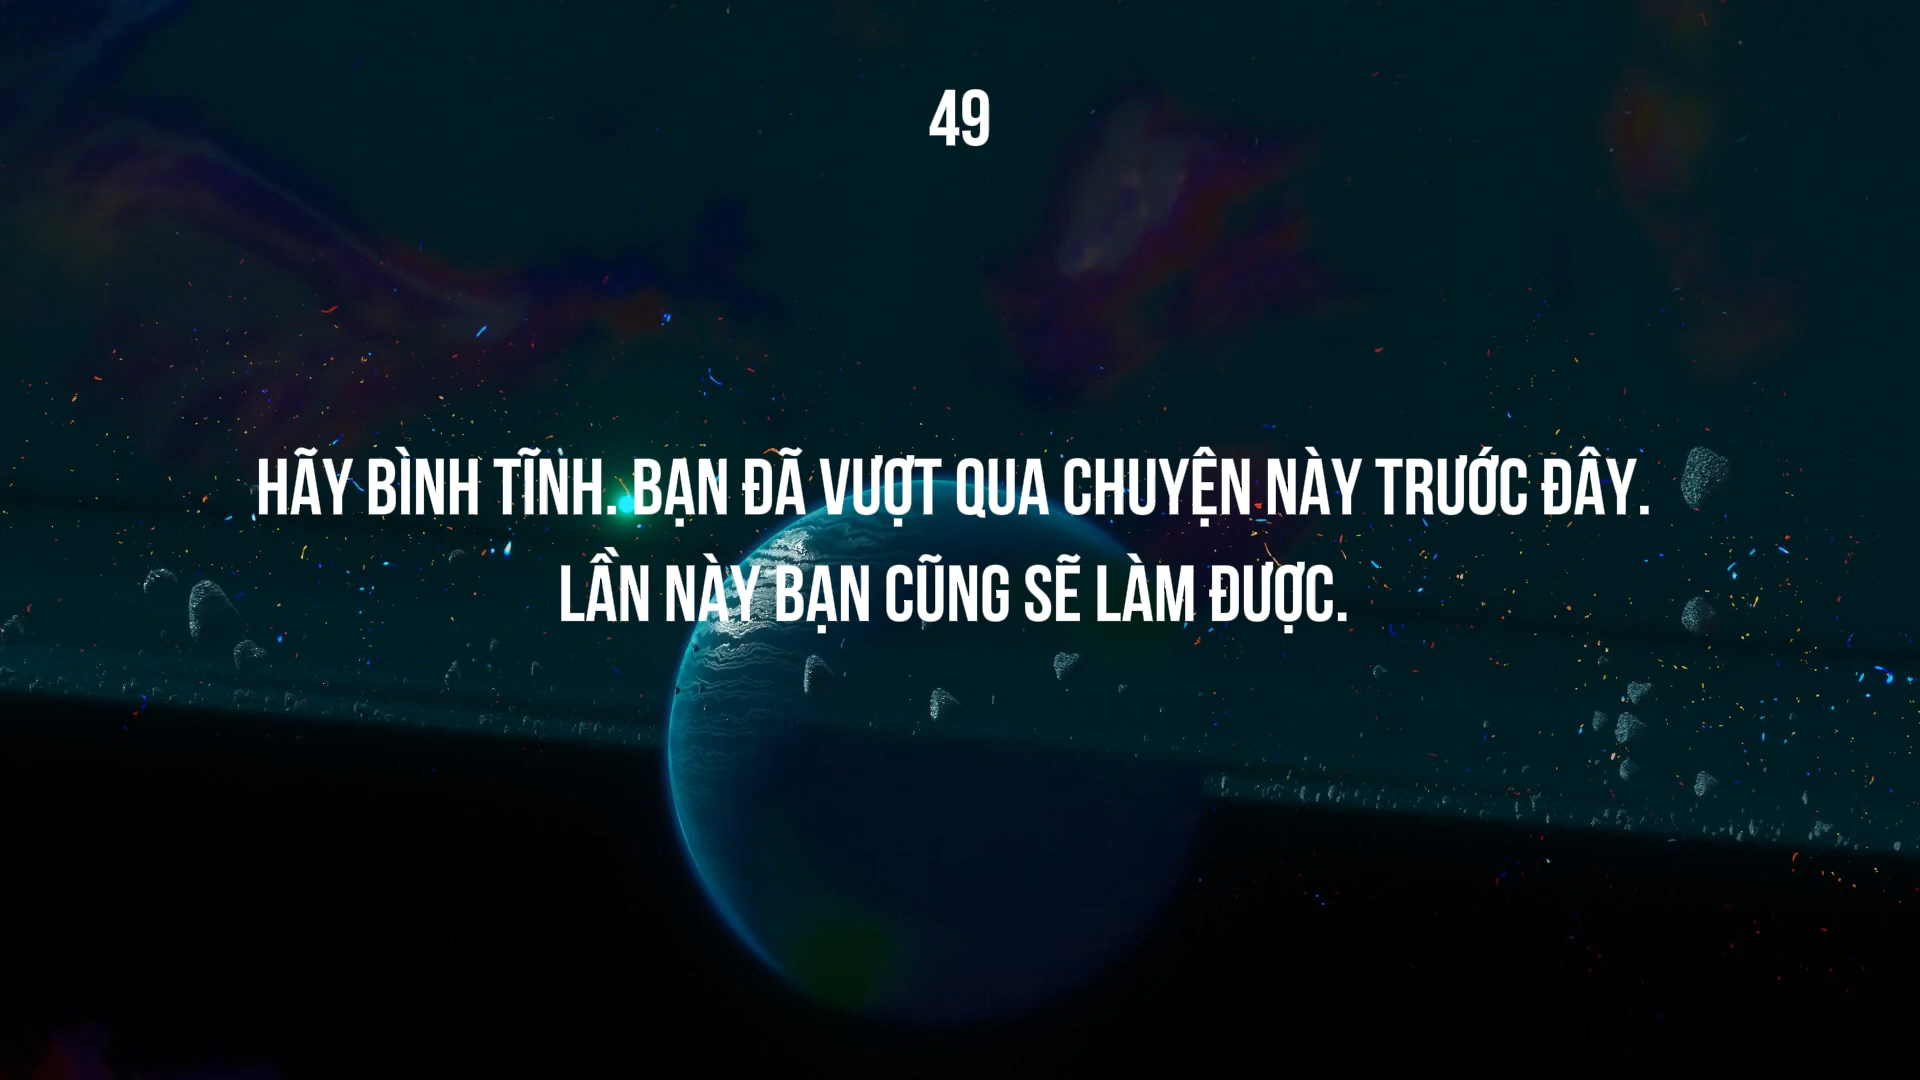 49
HÃY BÌNH TĨNH. BẠN ĐÃ VƯỢT QUA CHUYỆN NÀY TRƯỚC ĐÂY.
LẦN NÀY BẠN CŨNG SẼ LÀM ĐƯỢC.